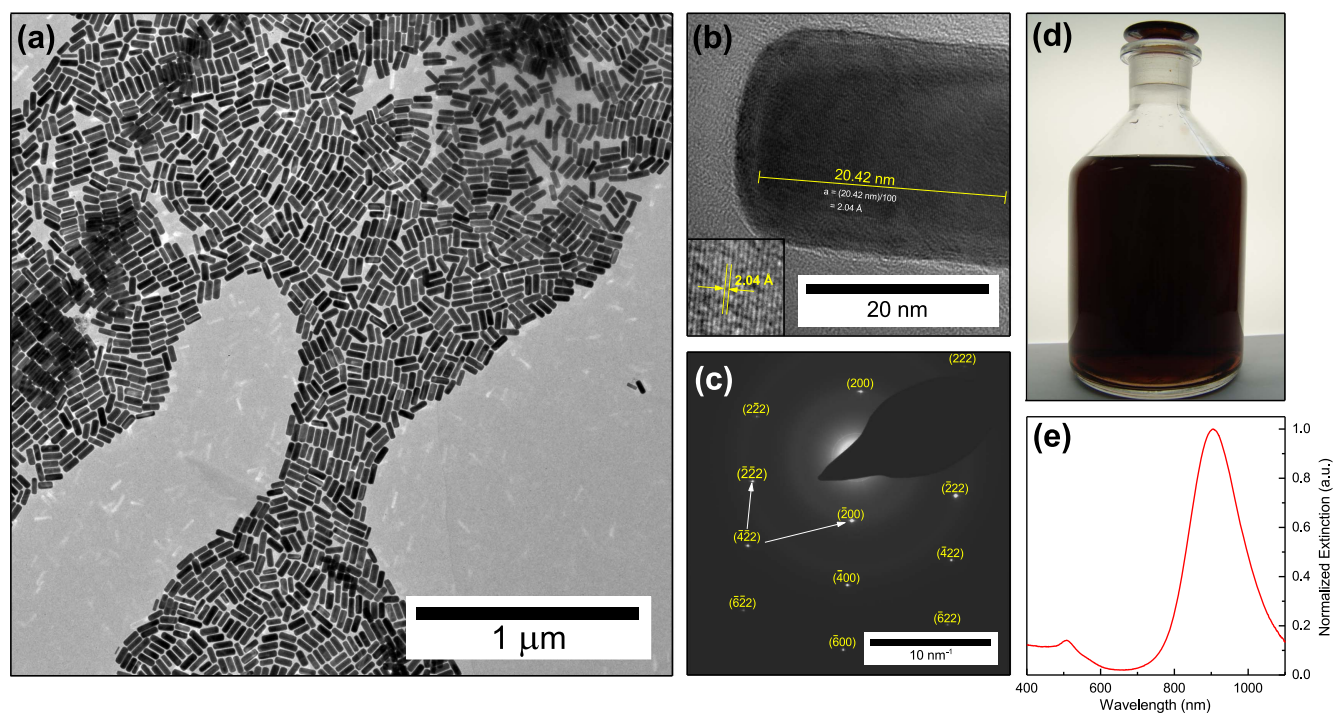 (a)
1 μm
(b)
20.42 nm
a = (20.42 nm)/100
= 2.04 Å
2.04 Å
20 nm
(c)
(222)
(200)
(22̄2)
(2̄2̄2)
(2̄22)
(2̄00)
(4̄2̄2)
(4̄22)
(4̄00)
(6̄2̄2)
(6̄22)
(6̄00)
10 nm⁻¹
(d)
(e)
1.0
0.8
0.6
0.4
0.2
0.0
Normalized Extinction (a.u.)
400 600 800 1000
Wavelength (nm)